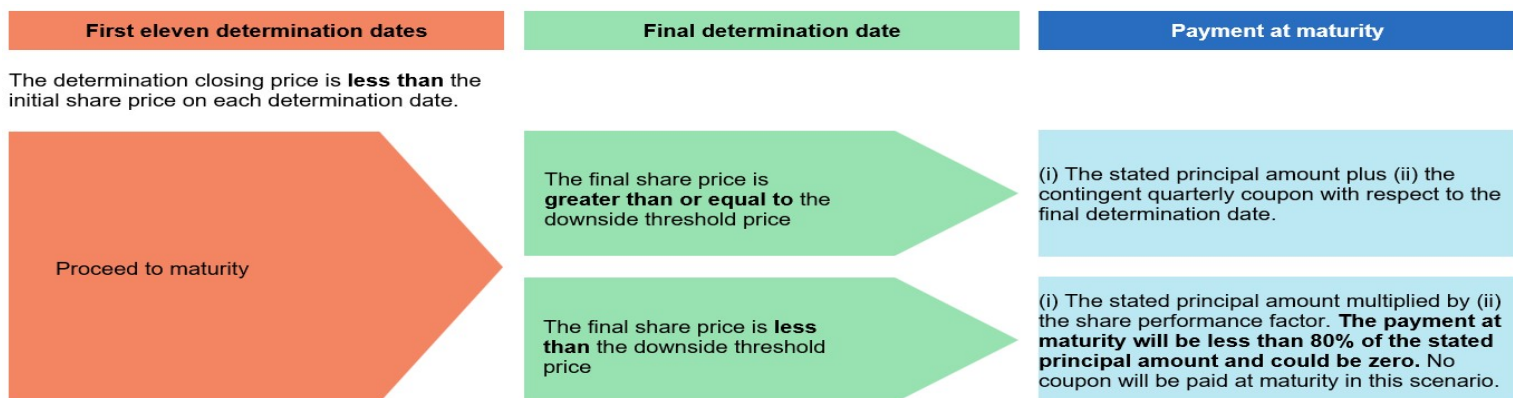 First eleven determination dates
Final determination date
Payment at maturity
The determination closing price is less than the
initial share price on each determination date.
Proceed to maturity
The final share price is
greater than or equal to the
downside threshold price
(i) The stated principal amount plus (ii) the
contingent quarterly coupon with respect to the
final determination date.
The final share price is less
than the downside threshold
price
(i) The stated principal amount multiplied by (ii)
the share performance factor. The payment at
maturity will be less than 80% of the stated
principal amount and could be zero. No
coupon will be paid at maturity in this scenario.